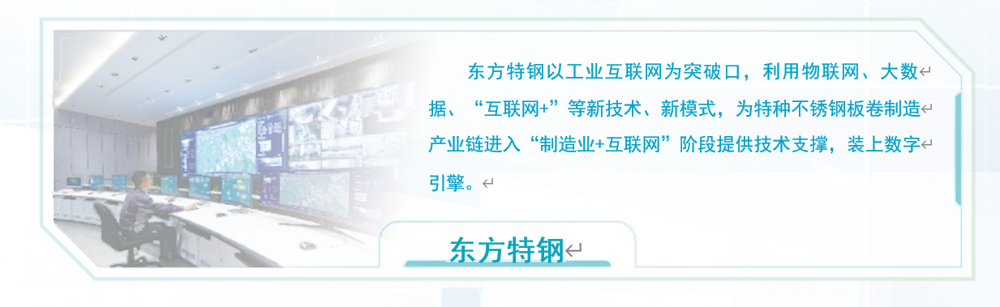 东方特钢以工业互联网为突破口，利用物联网、大数↵
据、“互联网+”等新技术、新模式，为特种不锈钢板卷制造↵
产业链进入“制造业+互联网”阶段提供技术支撑，装上数字↵
引擎。↵
东方特钢↵